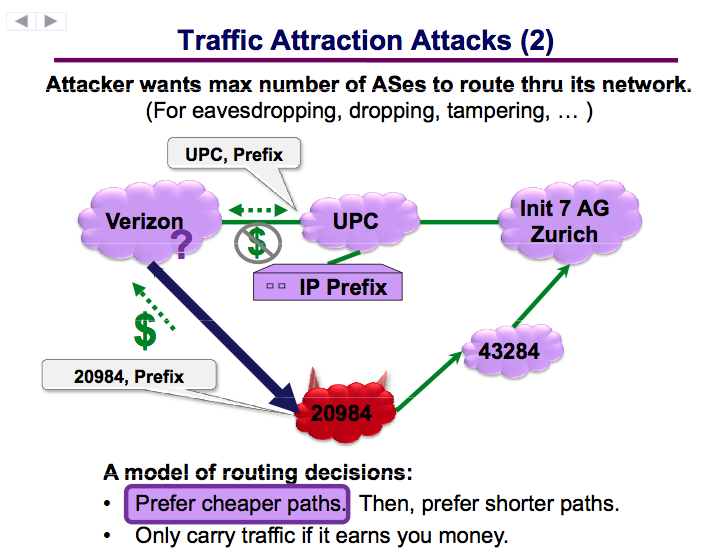 Traffic Attraction Attacks (2)
Attacker wants max number of ASes to route thru its network.
(For eavesdropping, dropping, tampering, … )
UPC, Prefix
Verizon
?
$
UPC
Init 7 AG
Zurich
IP Prefix
$
43284
20984, Prefix
20984
A model of routing decisions:
• Prefer cheaper paths. Then, prefer shorter paths.
• Only carry traffic if it earns you money.